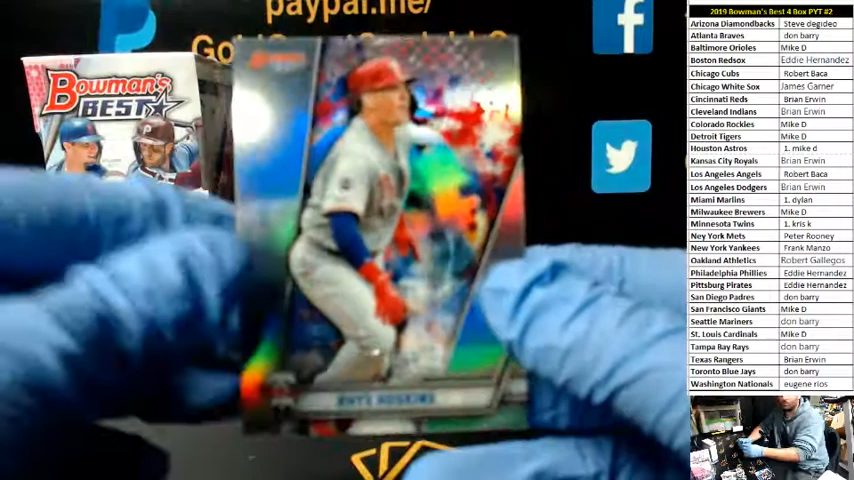 paypal.me/
Bowman's
BEST
RHYS HOSKINS
2019 Bowman's Best 4 Box PYT #2
Arizona Diamondbacks Steve degideo
Atlanta Braves don barry
Baltimore Orioles Mike D
Boston Redsox Eddie Hernandez
Chicago Cubs Robert Baca
Chicago White Sox James Garner
Cincinnati Reds Brian Erwin
Cleveland Indians Brian Erwin
Colorado Rockies Mike D
Detroit Tigers Mike D
Houston Astros 1. mike d
Kansas City Royals Brian Erwin
Los Angeles Angels Robert Baca
Los Angeles Dodgers Brian Erwin
Miami Marlins 1. dylan
Milwaukee Brewers Mike D
Minnesota Twins 1. kris k
Ney York Mets Peter Rooney
New York Yankees Frank Manzo
Oakland Athletics Robert Gallegos
Philadelphia Phillies Eddie Hernandez
Pittsburg Pirates Eddie Hernandez
San Diego Padres don barry
San Francisco Giants Mike D
Seattle Mariners don barry
St. Louis Cardinals Mike D
Tampa Bay Rays don barry
Texas Rangers Brian Erwin
Toronto Blue Jays don barry
Washington Nationals eugene rios